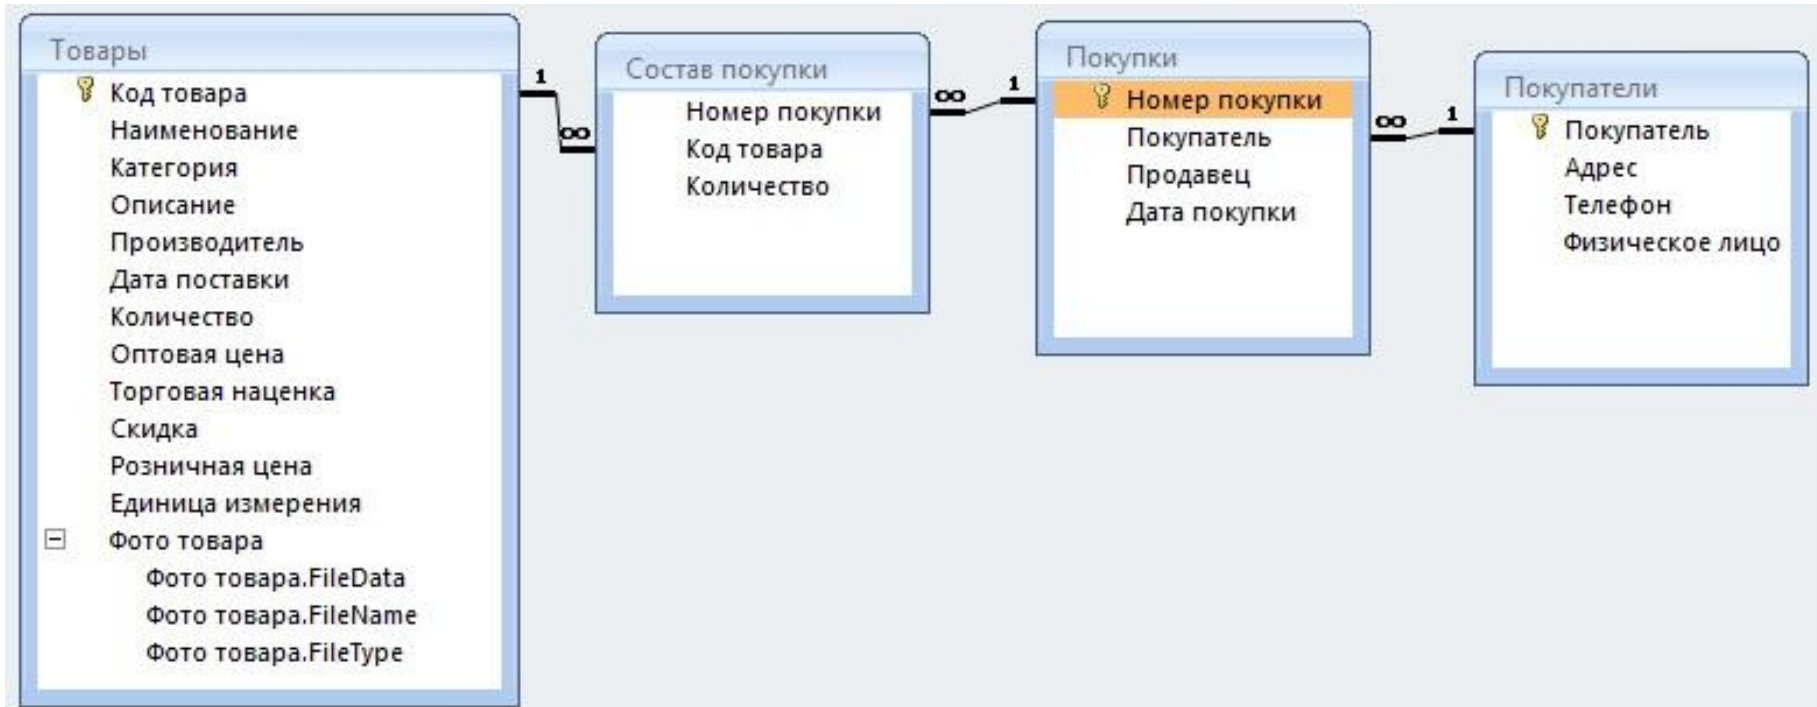 Товары
Код товара
Наименование
Категория
Описание
Производитель
Дата поставки
Количество
Оптовая цена
Торговая наценка
Скидка
Розничная цена
Единица измерения
Фото товара
Фото товара.FileData
Фото товара.FileName
Фото товара.FileType
1
∞
Состав покупки
Номер покупки
Код товара
Количество
∞
1
Покупки
Номер покупки
Покупатель
Продавец
Дата покупки
∞
1
Покупатели
Покупатель
Адрес
Телефон
Физическое лицо